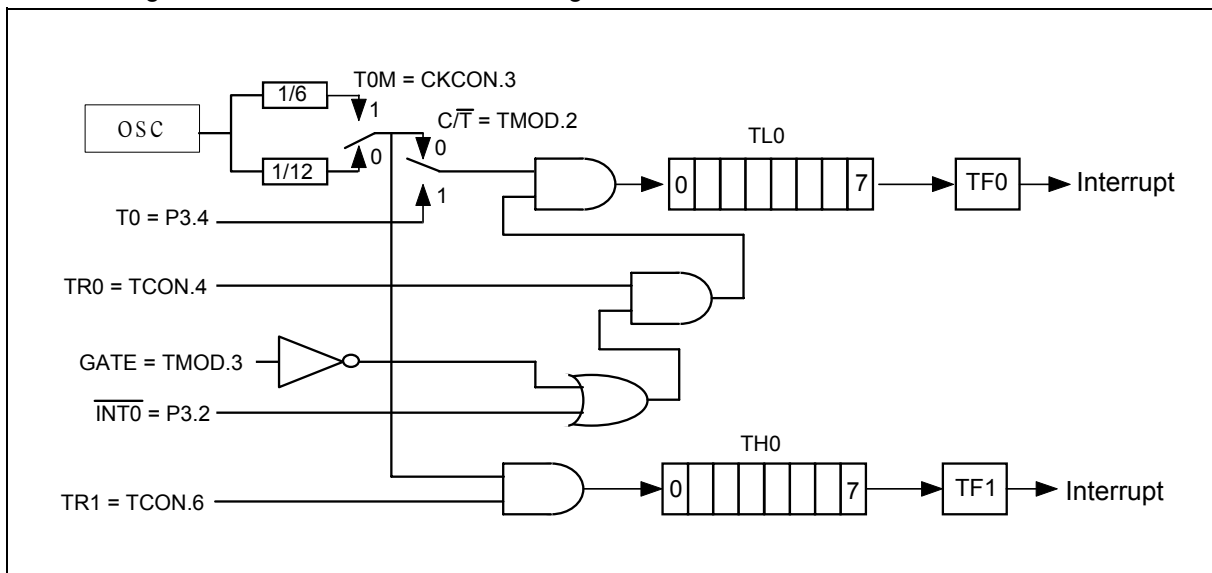 T0M = CKCON.3
1/6
1
OSC
C/T̅ = TMOD.2
0
0
1/12
1
T0 = P3.4
TL0
0 7
TF0
Interrupt
TR0 = TCON.4
GATE = TMOD.3
I̅N̅T̅0̅ = P3.2
TH0
0 7
TF1
Interrupt
TR1 = TCON.6